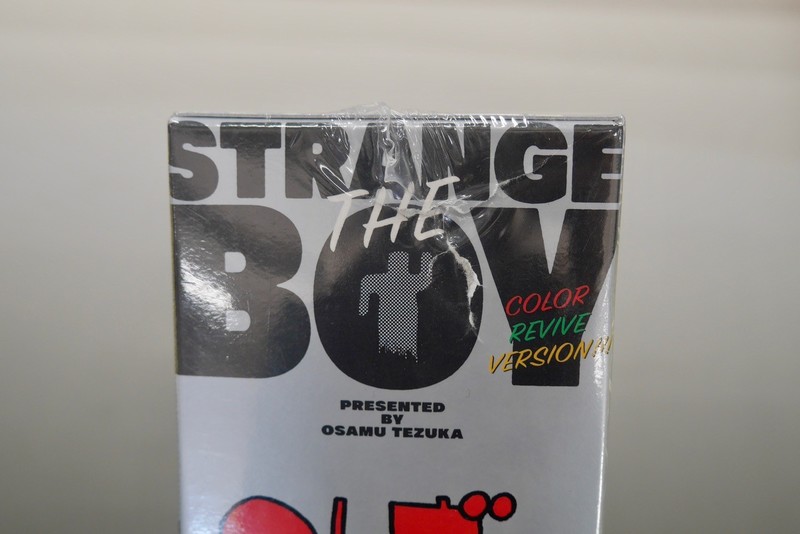 STRANGE
THE
BOY
COLOR
REVIVE
VERSION!!!
PRESENTED
BY
OSAMU TEZUKA